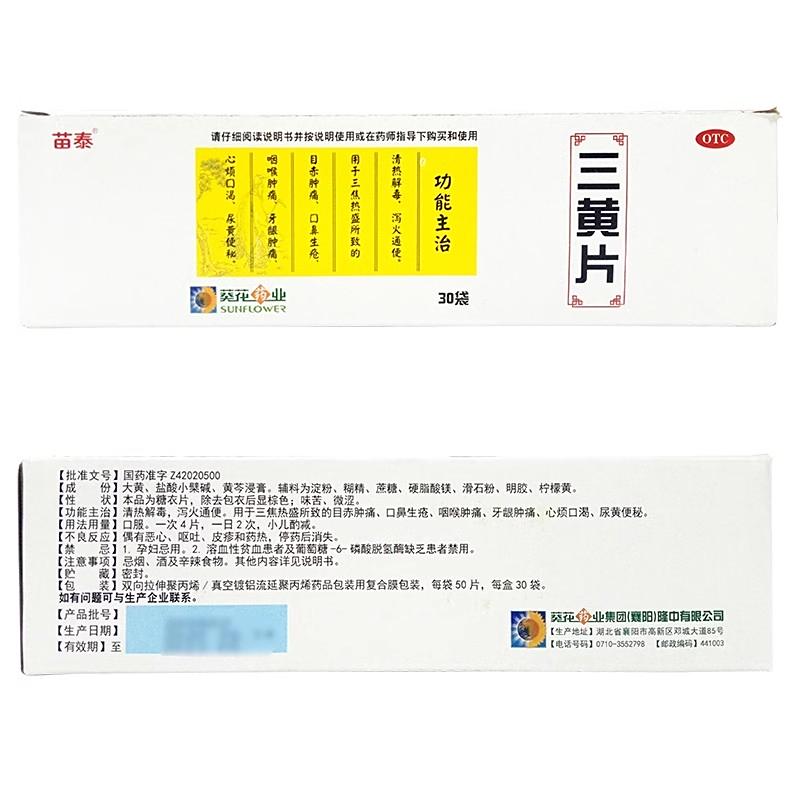 苗泰®
请仔细阅读说明书并按说明使用或在药师指导下购买和使用
OTC
三黄片
功能主治
清热解毒、泻火通便。
用于三焦热盛所致的
目赤肿痛、口鼻生疮、
咽喉肿痛、牙龈肿痛、
心烦口渴、尿黄便秘。
葵花药业
SUNFLOWER
30袋
【批准文号】国药准字 Z42020500
【成　份】大黄、盐酸小檗碱、黄芩浸膏。辅料为淀粉、糊精、蔗糖、硬脂酸镁、滑石粉、明胶、柠檬黄。
【性　状】本品为糖衣片，除去包衣后显棕色；味苦、微涩。
【功能主治】清热解毒，泻火通便。用于三焦热盛所致的目赤肿痛、口鼻生疮、咽喉肿痛、牙龈肿痛、心烦口渴、尿黄便秘。
【用法用量】口服。一次4片，一日2次，小儿酌减。
【不良反应】偶有恶心、呕吐、皮疹和药热，停药后消失。
【禁　忌】1. 孕妇忌用。2. 溶血性贫血患者及葡萄糖-6-磷酸脱氢酶缺乏患者禁用。
【注意事项】忌烟、酒及辛辣食物。其他内容详见说明书。
【贮　藏】密封。
【包　装】双向拉伸聚丙烯/真空镀铝流延聚丙烯药品包装用复合膜包装，每袋50片，每盒30袋。
如有问题可与生产企业联系。
【产品批号】
【生产日期】
【有效期】至
葵花药业集团(襄阳)隆中有限公司
【生产地址】湖北省襄阳市高新区邓城大道85号
【电话号码】0710-3552798 【邮政编码】441003